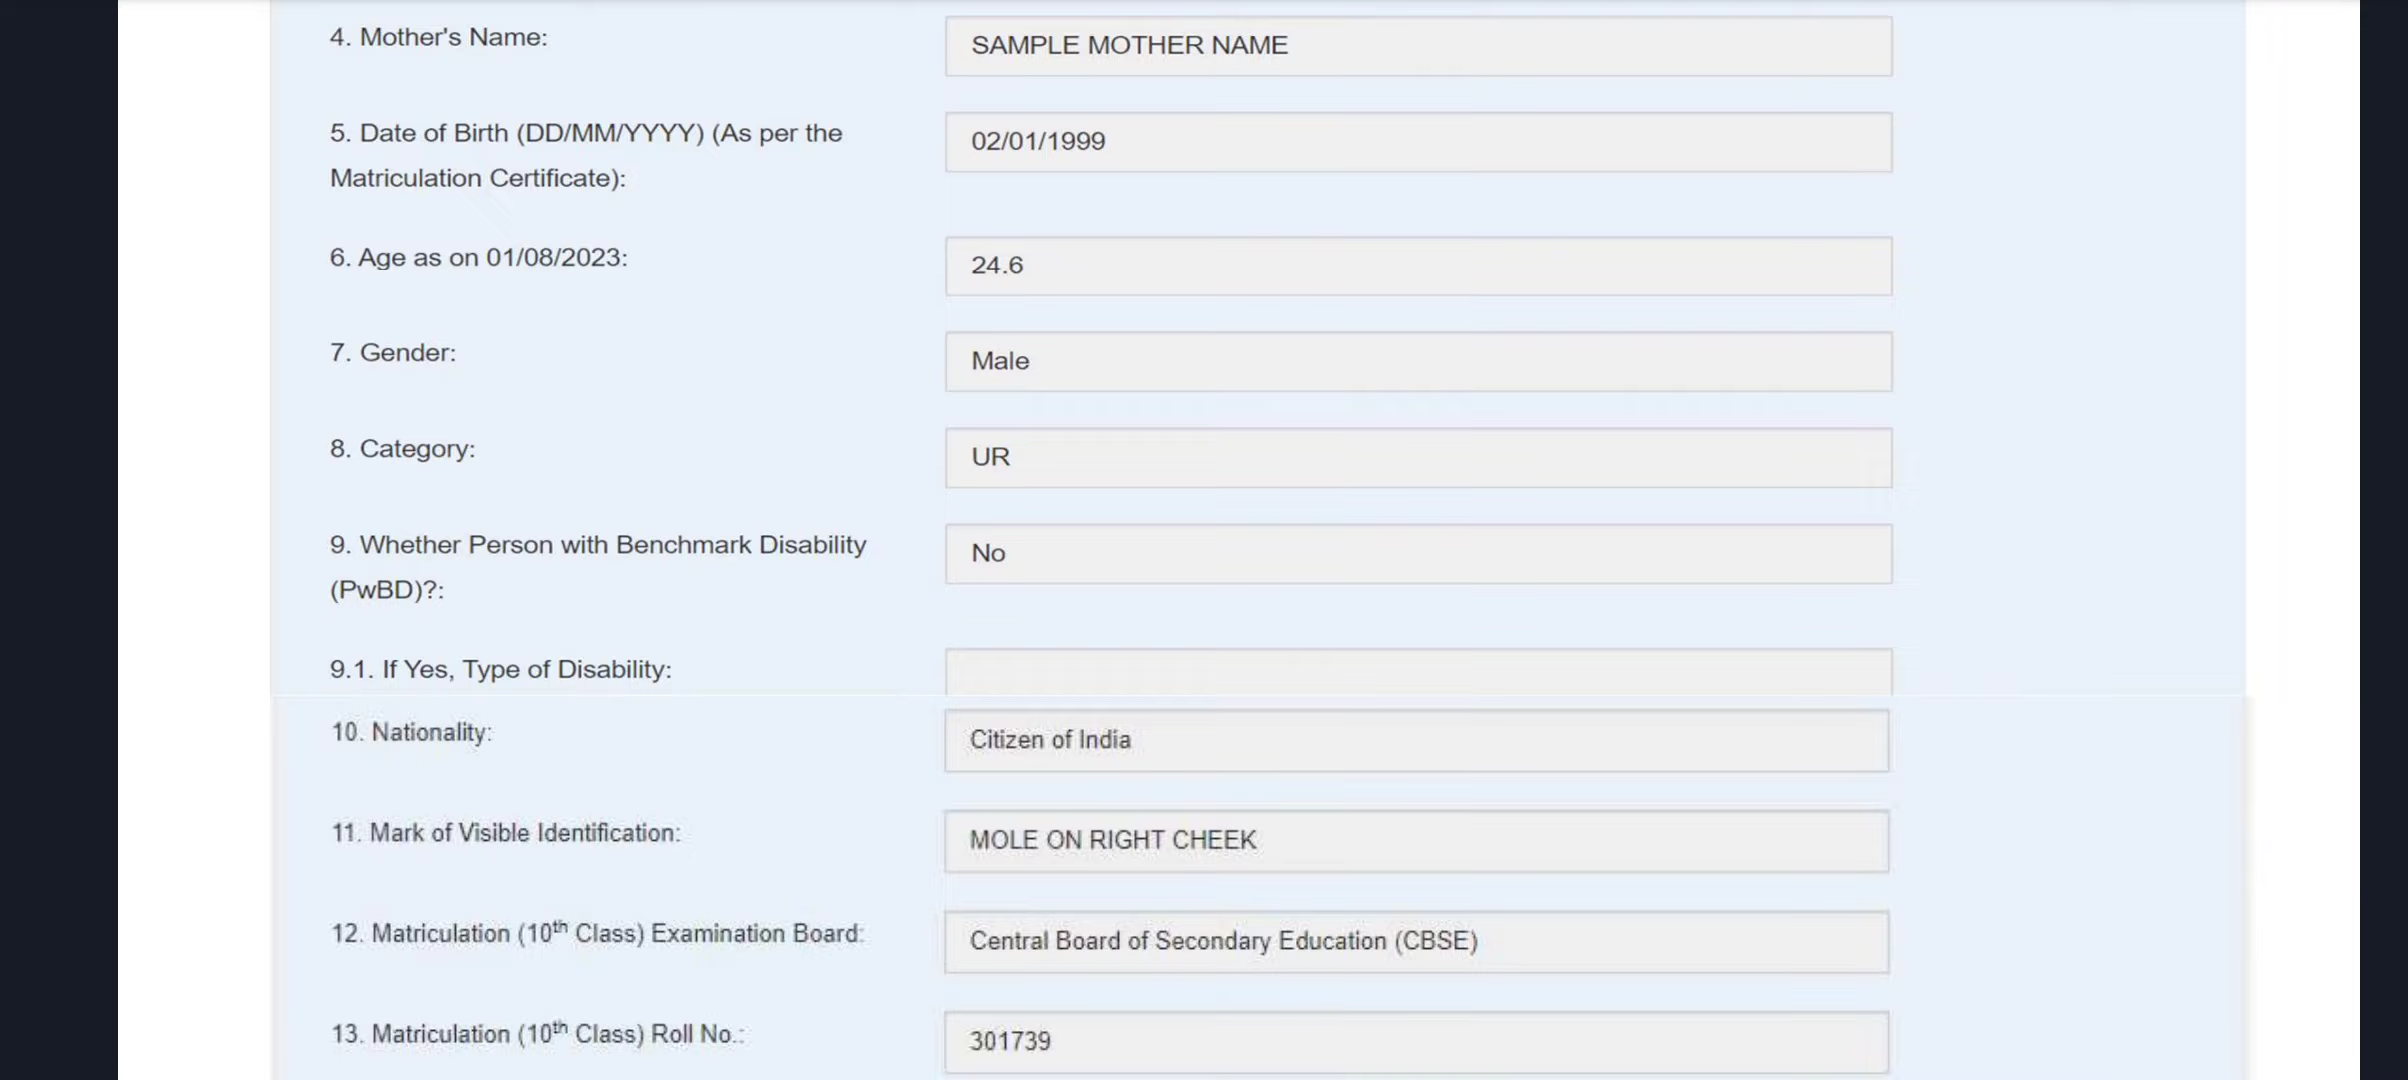 4. Mother's Name:
SAMPLE MOTHER NAME
5. Date of Birth (DD/MM/YYYY) (As per the
Matriculation Certificate):
02/01/1999
6. Age as on 01/08/2023:
24.6
7. Gender:
Male
8. Category:
UR
9. Whether Person with Benchmark Disability
(PwBD)?:
No
9.1. If Yes, Type of Disability:
10. Nationality:
Citizen of India
11. Mark of Visible Identification:
MOLE ON RIGHT CHEEK
12. Matriculation (10th Class) Examination Board:
Central Board of Secondary Education (CBSE)
13. Matriculation (10th Class) Roll No.:
301739